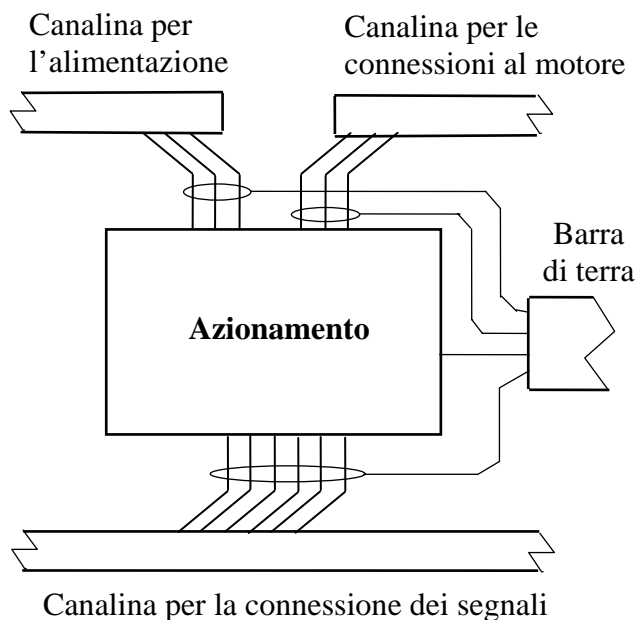 Canalina per
l’alimentazione
Canalina per le
connessioni al motore
Barra
di terra
Azionamento
Canalina per la connessione dei segnali